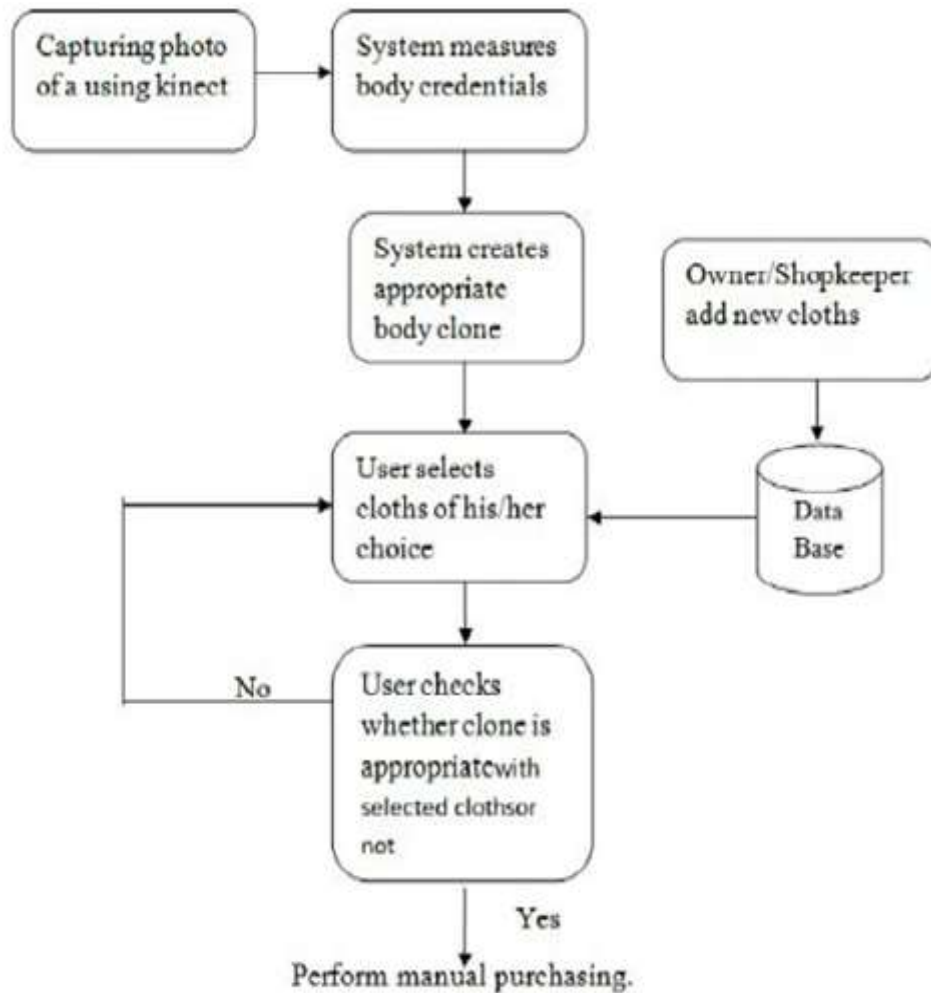 Capturing photo
of a using kinect
System measures
body credentials
System creates
appropriate
body clone
Owner/Shopkeeper
add new cloths
User selects
cloths of his/her
choice
Data
Base
No
User checks
whether clone is
appropriatewith
selected clothsor
not
Yes
Perform manual purchasing.